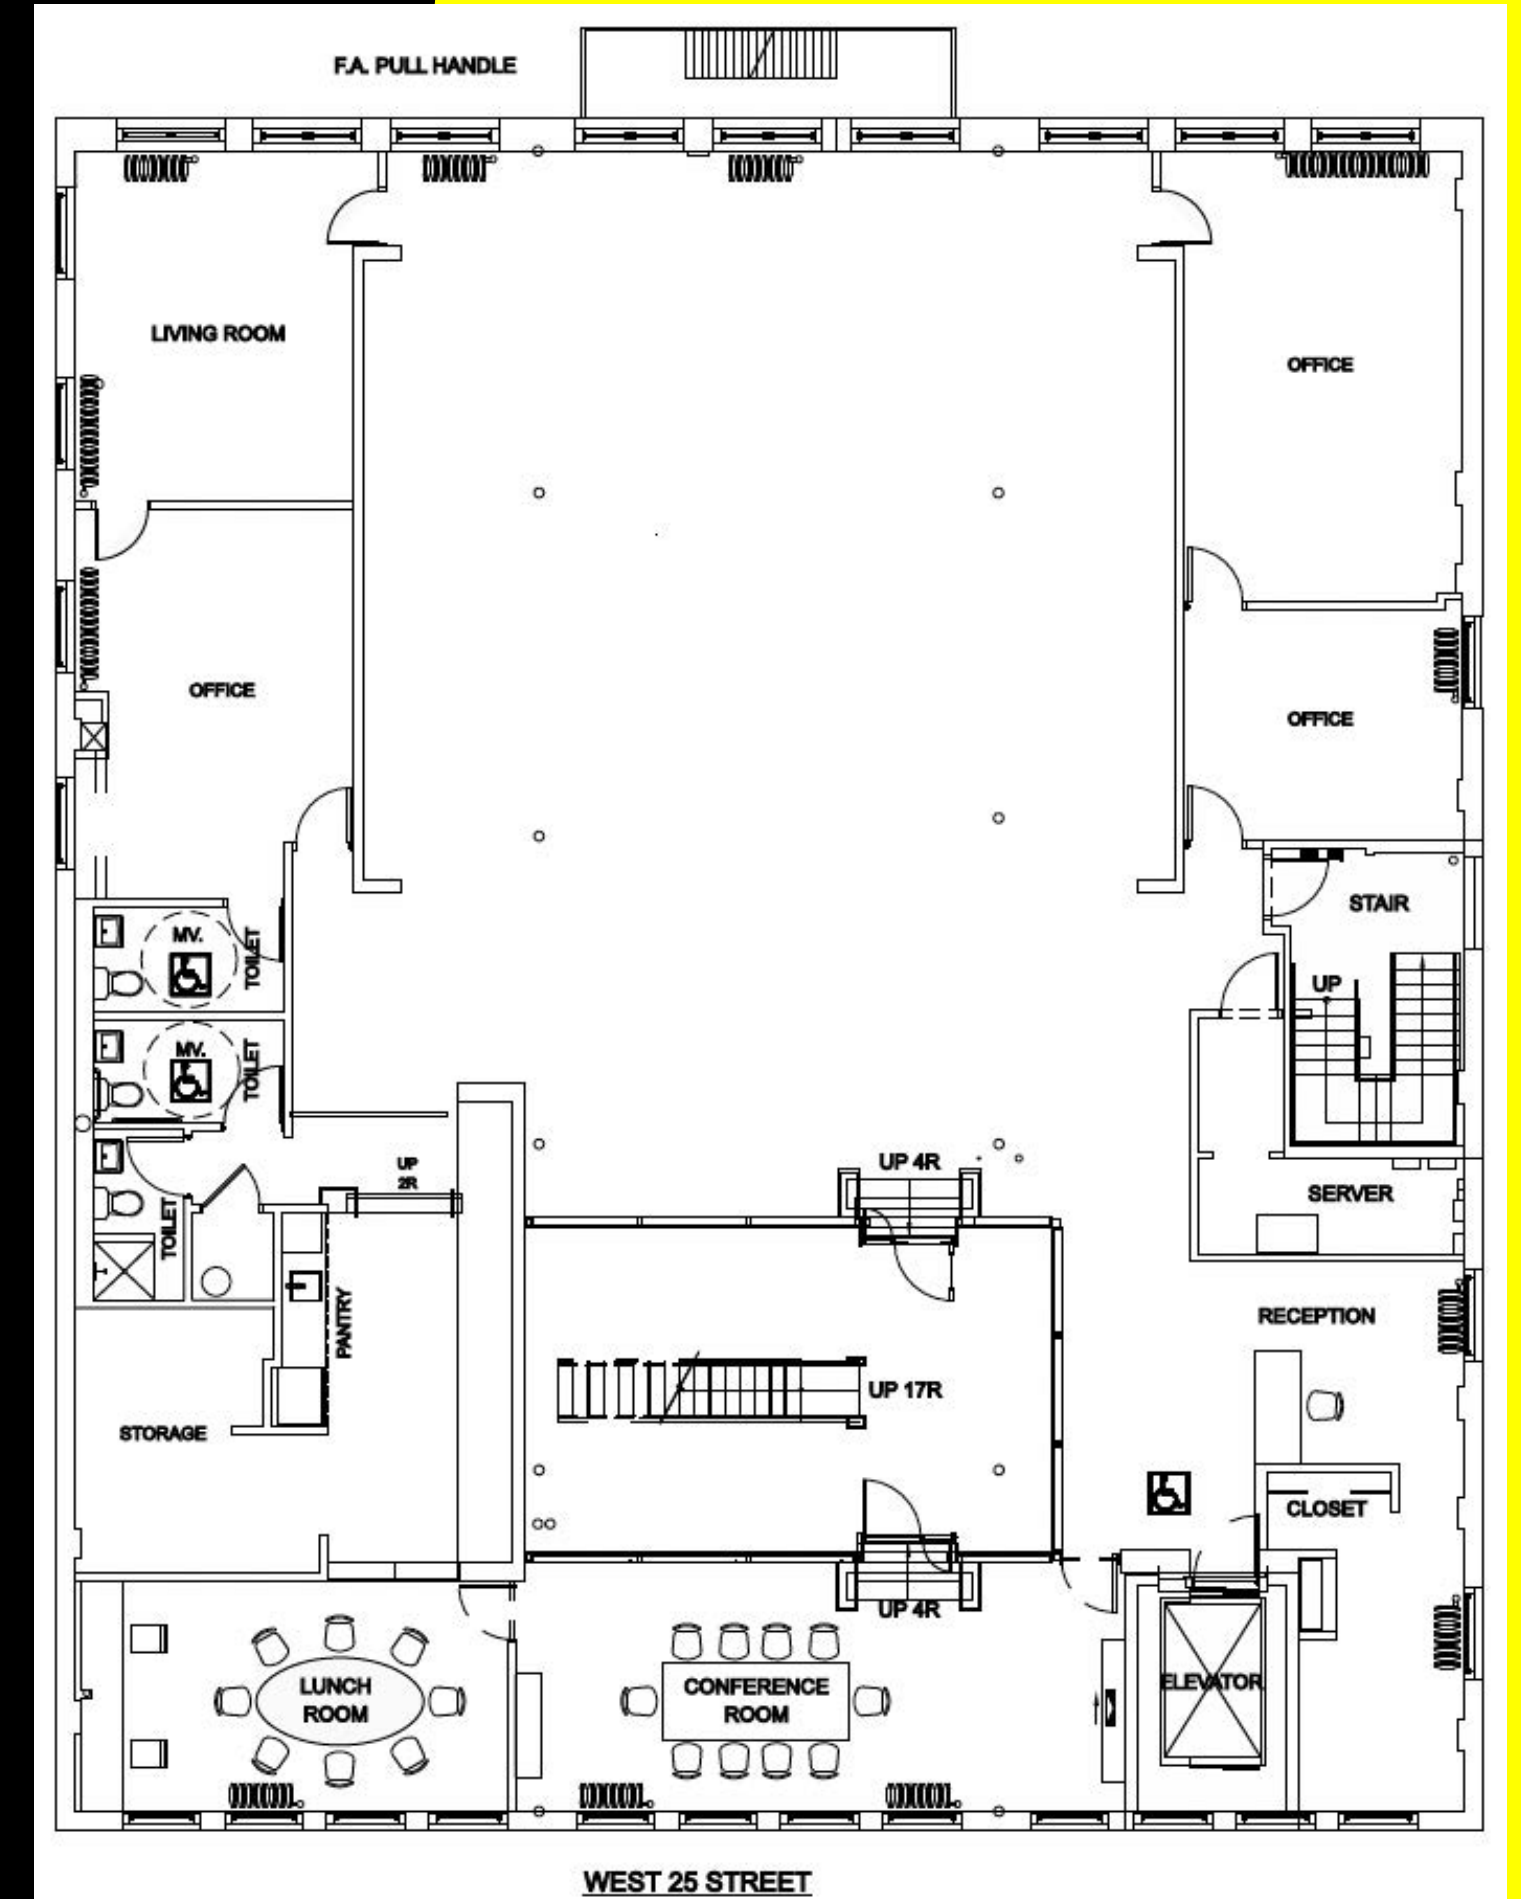 F.A. PULL HANDLE
LIVING ROOM
OFFICE
OFFICE
OFFICE
STAIR
MV.
TOILET
UP
MV.
TOILET
UP
2R
UP 4R
SERVER
TOILET
PANTRY
RECEPTION
UP 17R
STORAGE
CLOSET
UP 4R
LUNCH
ROOM
CONFERENCE
ROOM
ELEVATOR
WEST 25 STREET